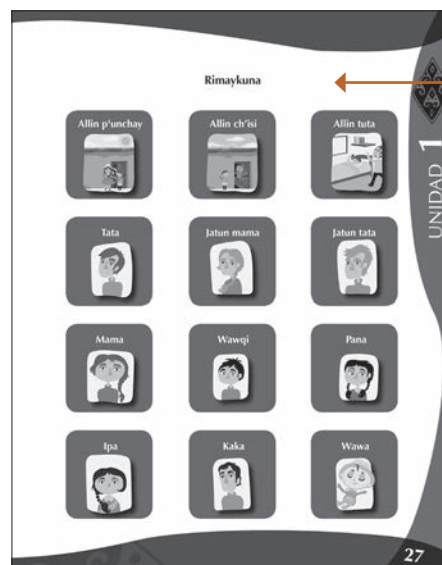 Rimaykuna
Allin p'unchay
Allin ch'isi
Allin tuta
Tata
Jatun mama
Jatun tata
Mama
Wawqi
Pana
Ipa
Kaka
Wawa
UNIDAD 1
27